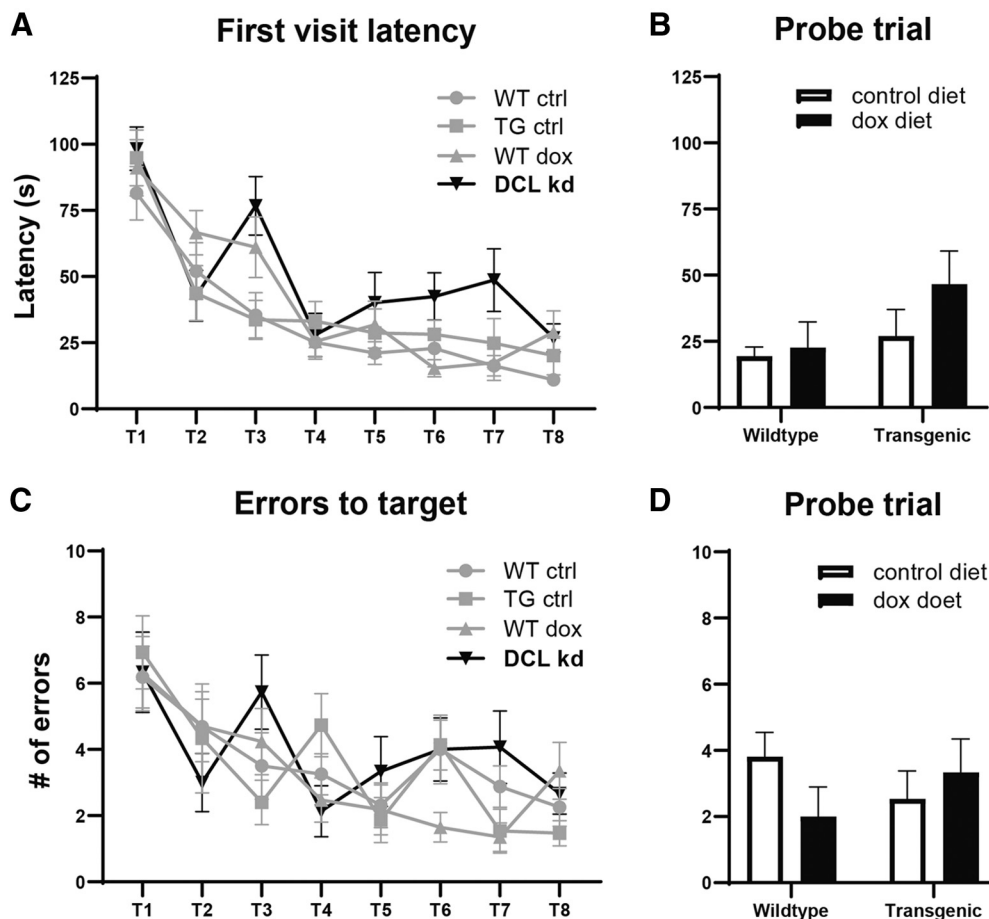 A
First visit latency
Latency (s)
125
100
75
50
25
0
WT ctrl
TG ctrl
WT dox
DCL kd
T1 T2 T3 T4 T5 T6 T7 T8
B
Probe trial
125
100
75
50
25
0
control diet
dox diet
Wildtype Transgenic
C
Errors to target
# of errors
10
8
6
4
2
0
WT ctrl
TG ctrl
WT dox
DCL kd
T1 T2 T3 T4 T5 T6 T7 T8
D
Probe trial
10
8
6
4
2
0
control diet
dox doet
Wildtype Transgenic